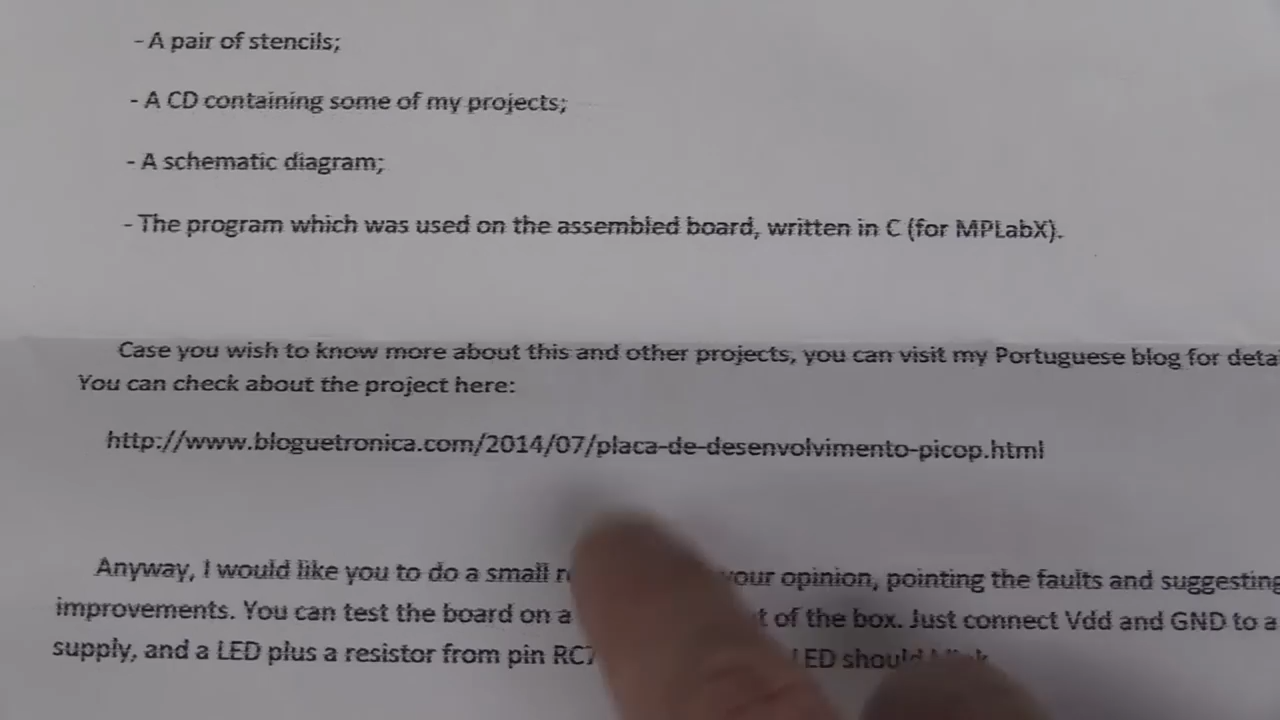 - A pair of stencils;
- A CD containing some of my projects;
- A schematic diagram;
- The program which was used on the assembled board, written in C (for MPLabX).
Case you wish to know more about this and other projects, you can visit my Portuguese blog for
You can check about the project here:
http://www.bloguetronica.com/2014/07/placa-de-desenvolvimento-picop.html
Anyway, I would like you to do a small your opinion, pointing the faults and suggesting
improvements. You can test the board on a of the box. Just connect Vdd and GND to a
supply, and a LED plus a resistor from pin RC7 LED should